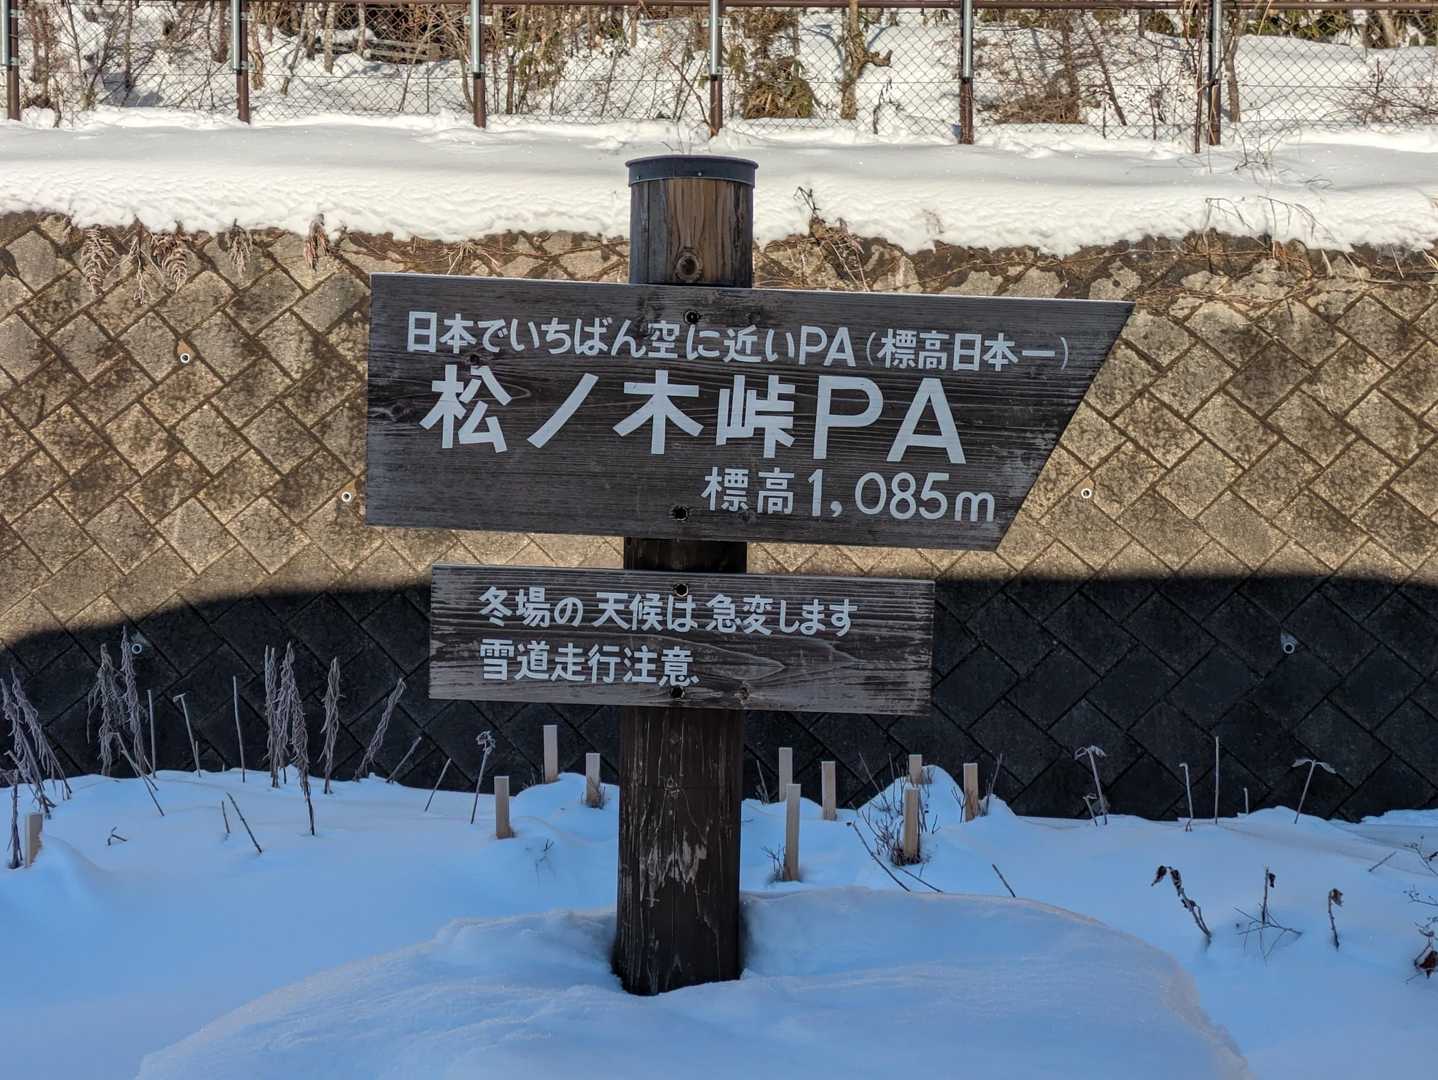 日本でいちばん空に近いPA(標高日本一)
松ノ木峠PA
標高1,085m
冬場の天候は急変します
雪道走行注意